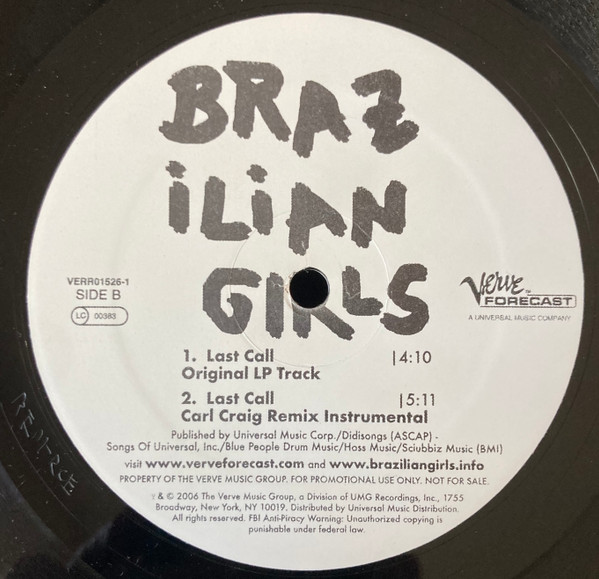 BRAZ
ILIAN
GIRLS
VERR01526-1
SIDE B
LC 00383
Verve
FORECAST
A UNIVERSAL MUSIC COMPANY
1. Last Call |4:10
Original LP Track
2. Last Call |5:11
Carl Craig Remix Instrumental
Published by Universal Music Corp./Didisongs (ASCAP) -
Songs Of Universal, Inc./Blue People Drum Music/Hoss Music/Sciubbiz Music (BMI)
visit www.verveforecast.com and www.braziliangirls.info
PROPERTY OF THE VERVE MUSIC GROUP. FOR PROMOTIONAL USE ONLY. NOT FOR SALE.
& © 2006 The Verve Music Group, a Division of UMG Recordings, Inc., 1755
Broadway, New York, NY 10019. Distributed by Universal Music Distribution.
All rights reserved. FBI Anti-Piracy Warning: Unauthorized copying is
punishable under federal law.